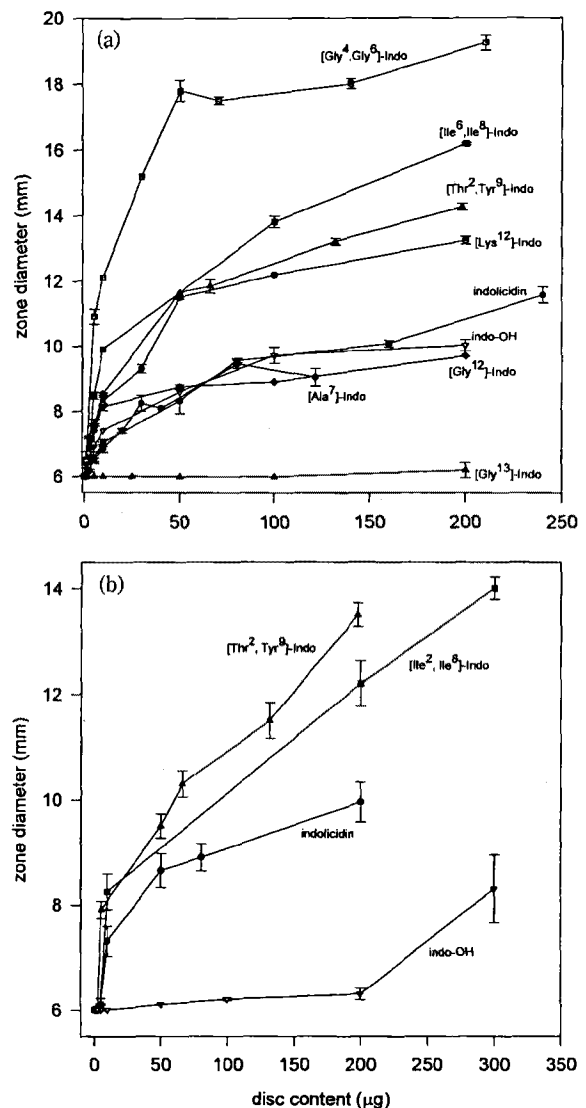 (a)
20
18
16
14
12
10
8
6
zone diameter (mm)
[Gly4,Gly6]-Indo
[Ile6,Ile8]-Indo
[Thr2,Tyr9]-Indo
[Lys12]-Indo
indolicidin
indo-OH
[Gly12]-Indo
[Ala7]-Indo
[Gly13]-Indo
0 50 100 150 200 250
(b)
14
12
10
8
6
zone diameter (mm)
[Thr2, Tyr9]-Indo
[Ile2, Ile8]-Indo
indolicidin
indo-OH
0 50 100 150 200 250 300 350
disc content (μg)